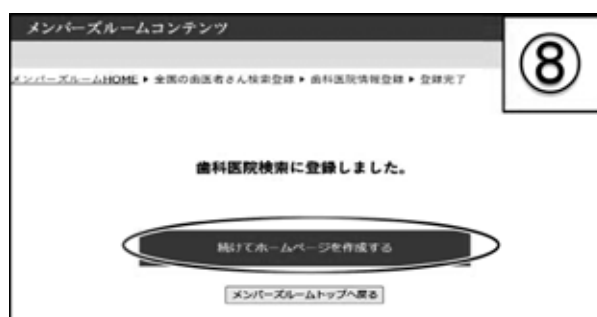 メンバーズルームコンテンツ
⑧
メンバーズルームHOME ▶ 全国の歯医者さん検索登録 ▶ 歯科医院情報登録 ▶ 登録完了
歯科医院検索に登録しました。
続けてホームページを作成する
メンバーズルームトップへ戻る